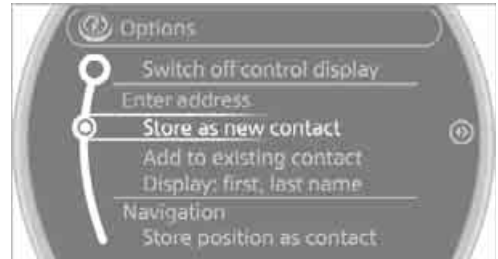 Options
Switch off control display
Enter address
Store as new contact
Add to existing contact
Display: first, last name
Navigation
Store position as contact